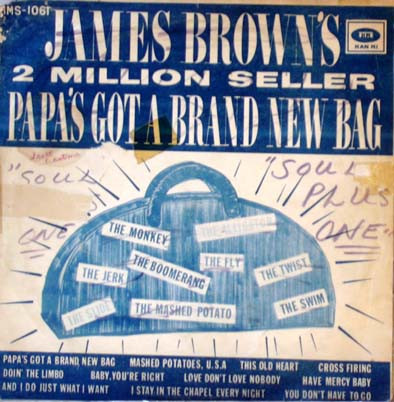 JMS-1061
JAMES BROWN'S
2 MILLION SELLER
PAPA'S GOT A BRAND NEW BAG
"SOUL
ONE
"SOUL
PLUS
ONE"
THE MONKEY
THE ALLIGATOR
THE JERK
THE BOOMERANG
THE FLY
THE TWIST
THE SLIDE
THE MASHED POTATO
THE SWIM
PAPA'S GOT A BRAND NEW BAG MASHED POTATOES, U.S.A THIS OLD HEART CROSS FIRING
DOIN' THE LIMBO BABY, YOU'RE RIGHT LOVE DON'T LOVE NOBODY HAVE MERCY BABY
AND I DO JUST WHAT I WANT I STAY IN THE CHAPEL EVERY NIGHT YOU DON'T HAVE TO GO